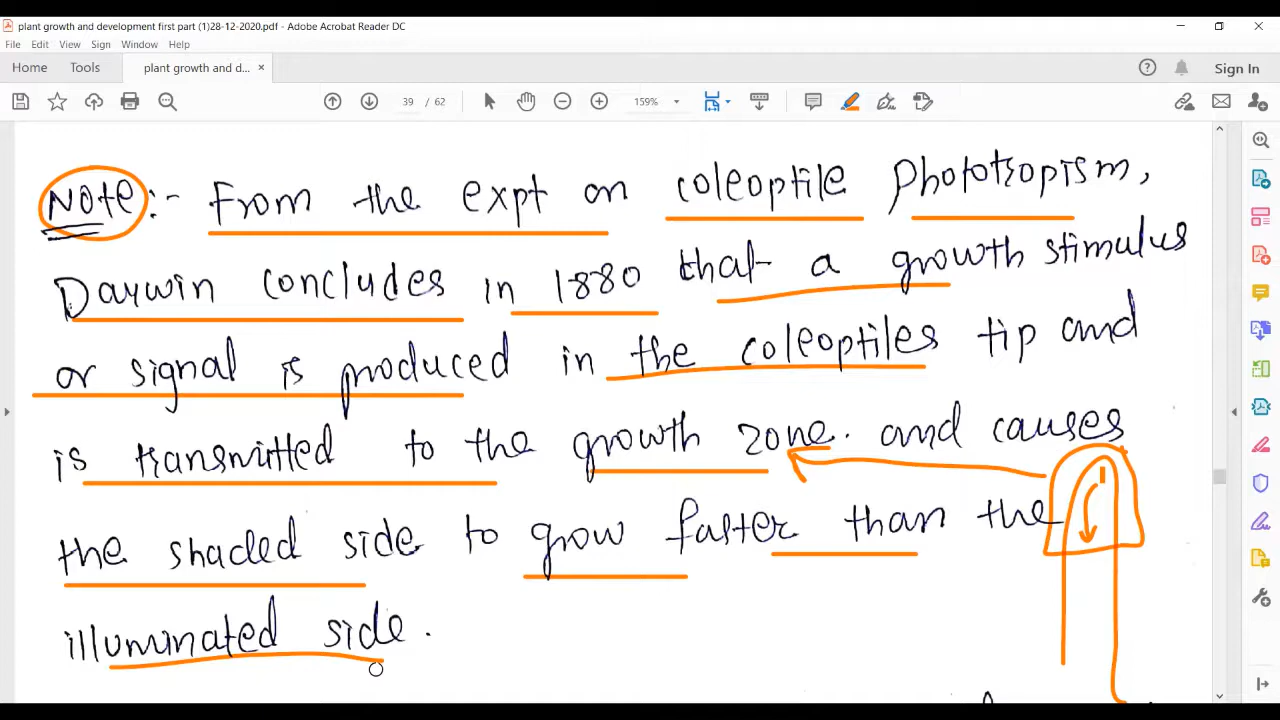 plant growth and development first part (1)28-12-2020.pdf - Adobe Acrobat Reader DC
File Edit View Sign Window Help
Home Tools plant growth and d... × Sign In
39 / 62 159%
Note :- From the expt on coleoptile Phototropism,
Darwin concludes in 1880 that a growth stimulus
or signal is produced in the coleoptiles tip and
is transmitted to the growth zone. and causes
the shaded side to grow faster than the
illuminated side.